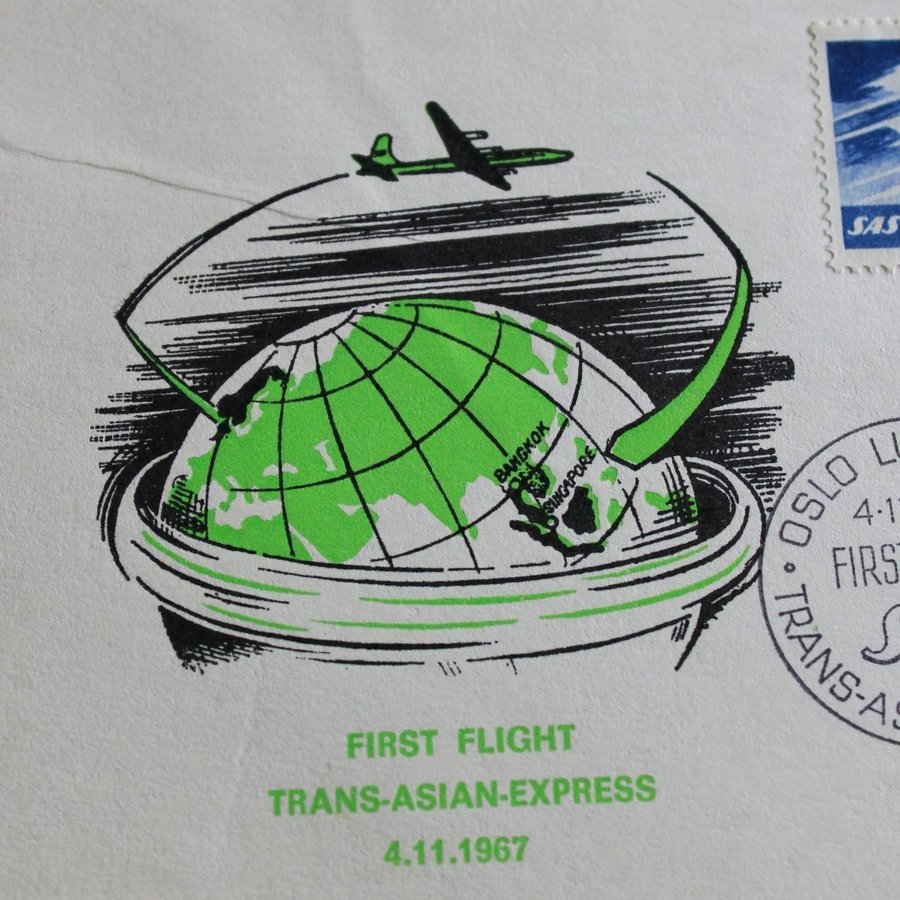 SAS
BANGKOK
SINGAPORE
OSLO
4.11
FIRST
TRANS-AS
FIRST FLIGHT
TRANS-ASIAN-EXPRESS
4.11.1967